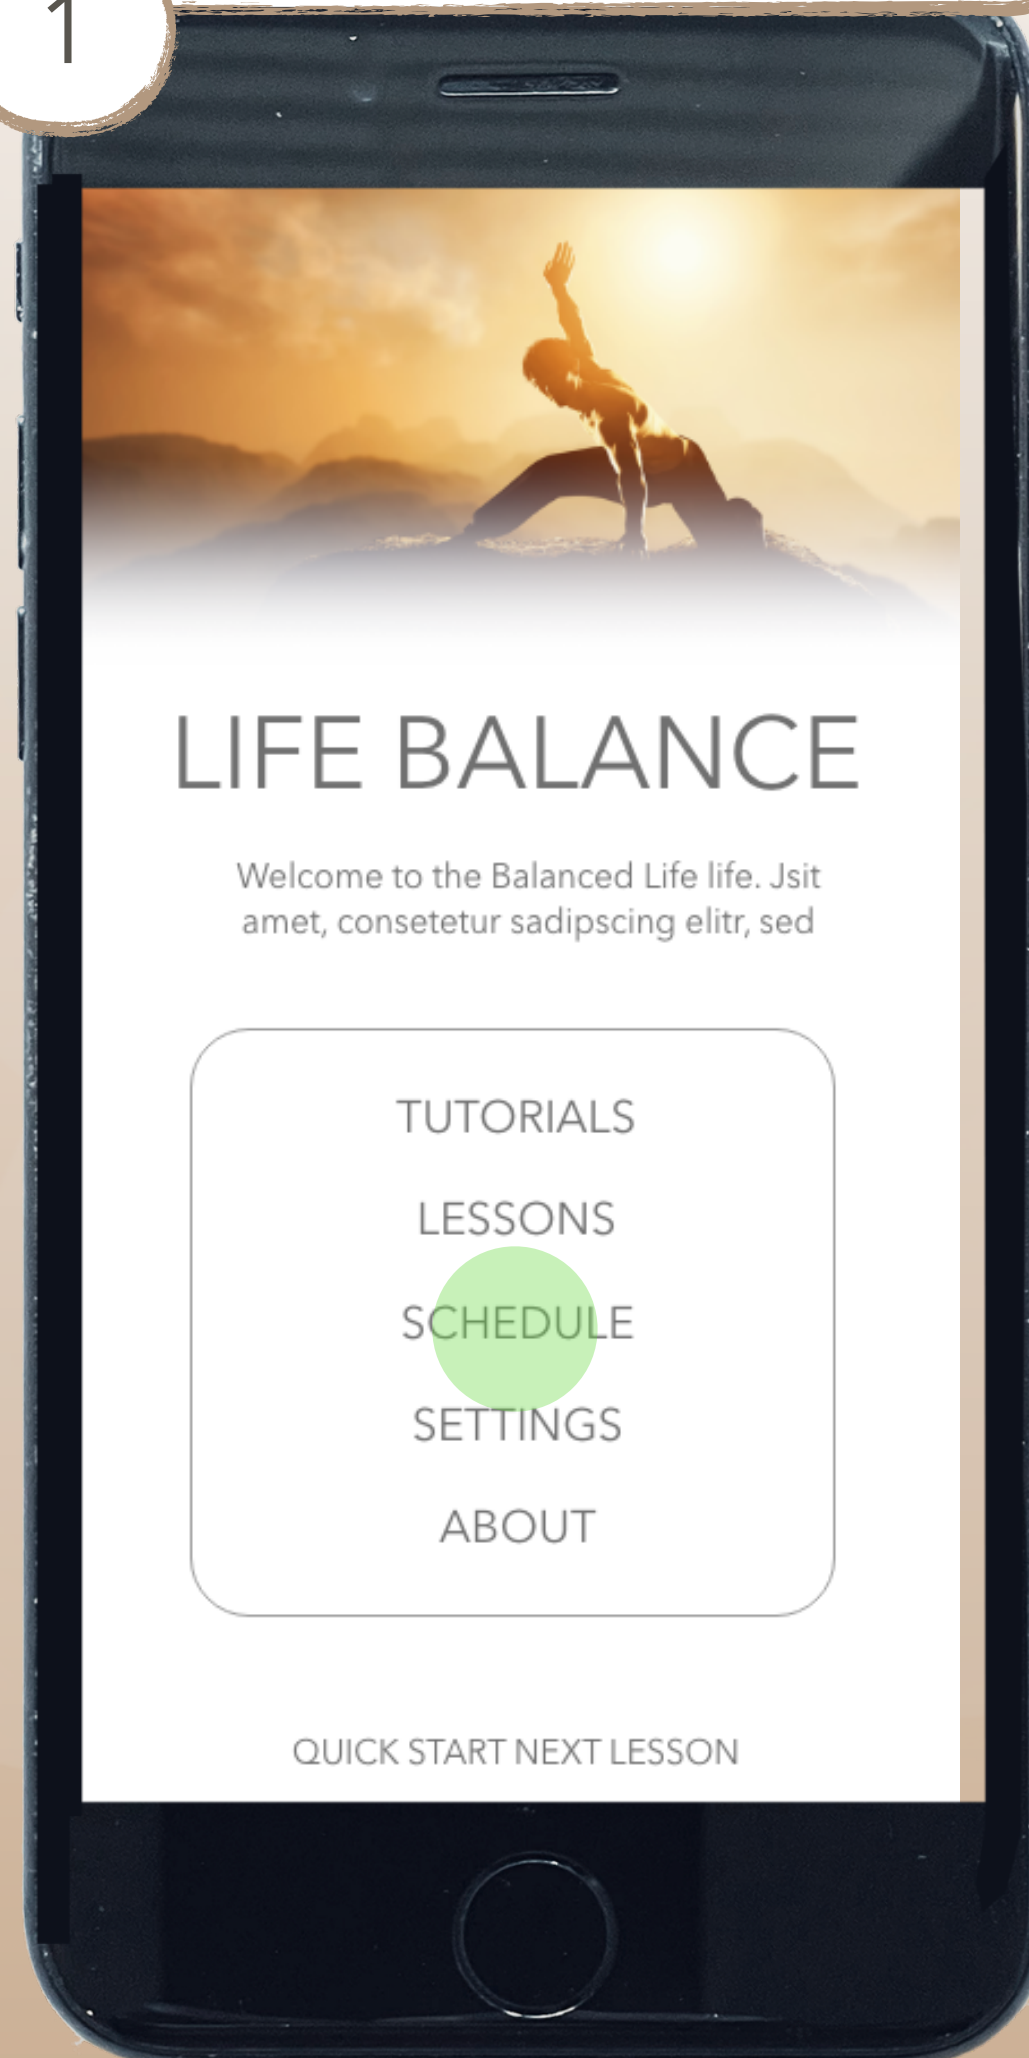 1
LIFE BALANCE
Welcome to the Balanced Life life. Jsit
amet, consetetur sadipscing elitr, sed
TUTORIALS
LESSONS
SCHEDULE
SETTINGS
ABOUT
QUICK START NEXT LESSON